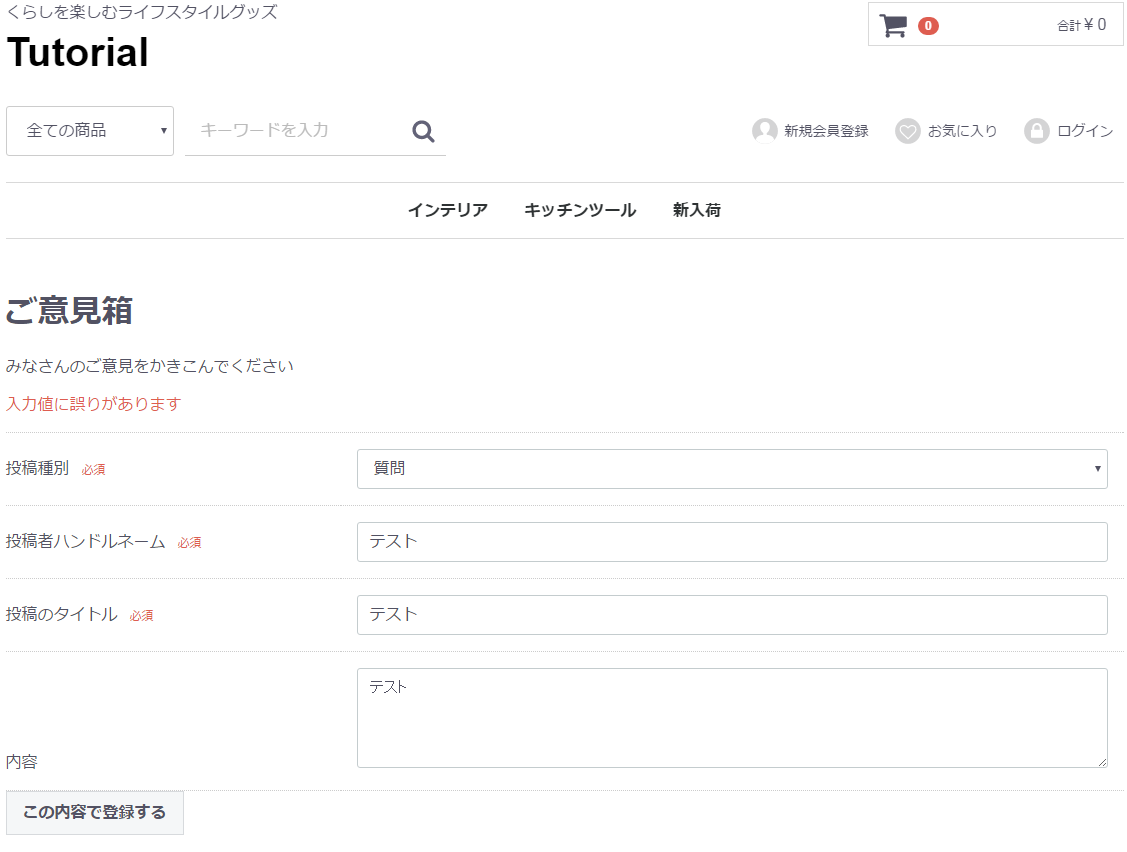 くらしを楽しむライフスタイルグッズ
0 合計 ¥ 0
Tutorial
全ての商品 キーワードを入力 新規会員登録 お気に入り ログイン
インテリア キッチンツール 新入荷
ご意見箱
みなさんのご意見をかきこんでください
入力値に誤りがあります
投稿種別 必須 質問
投稿者ハンドルネーム 必須 テスト
投稿のタイトル 必須 テスト
テスト
内容
この内容で登録する